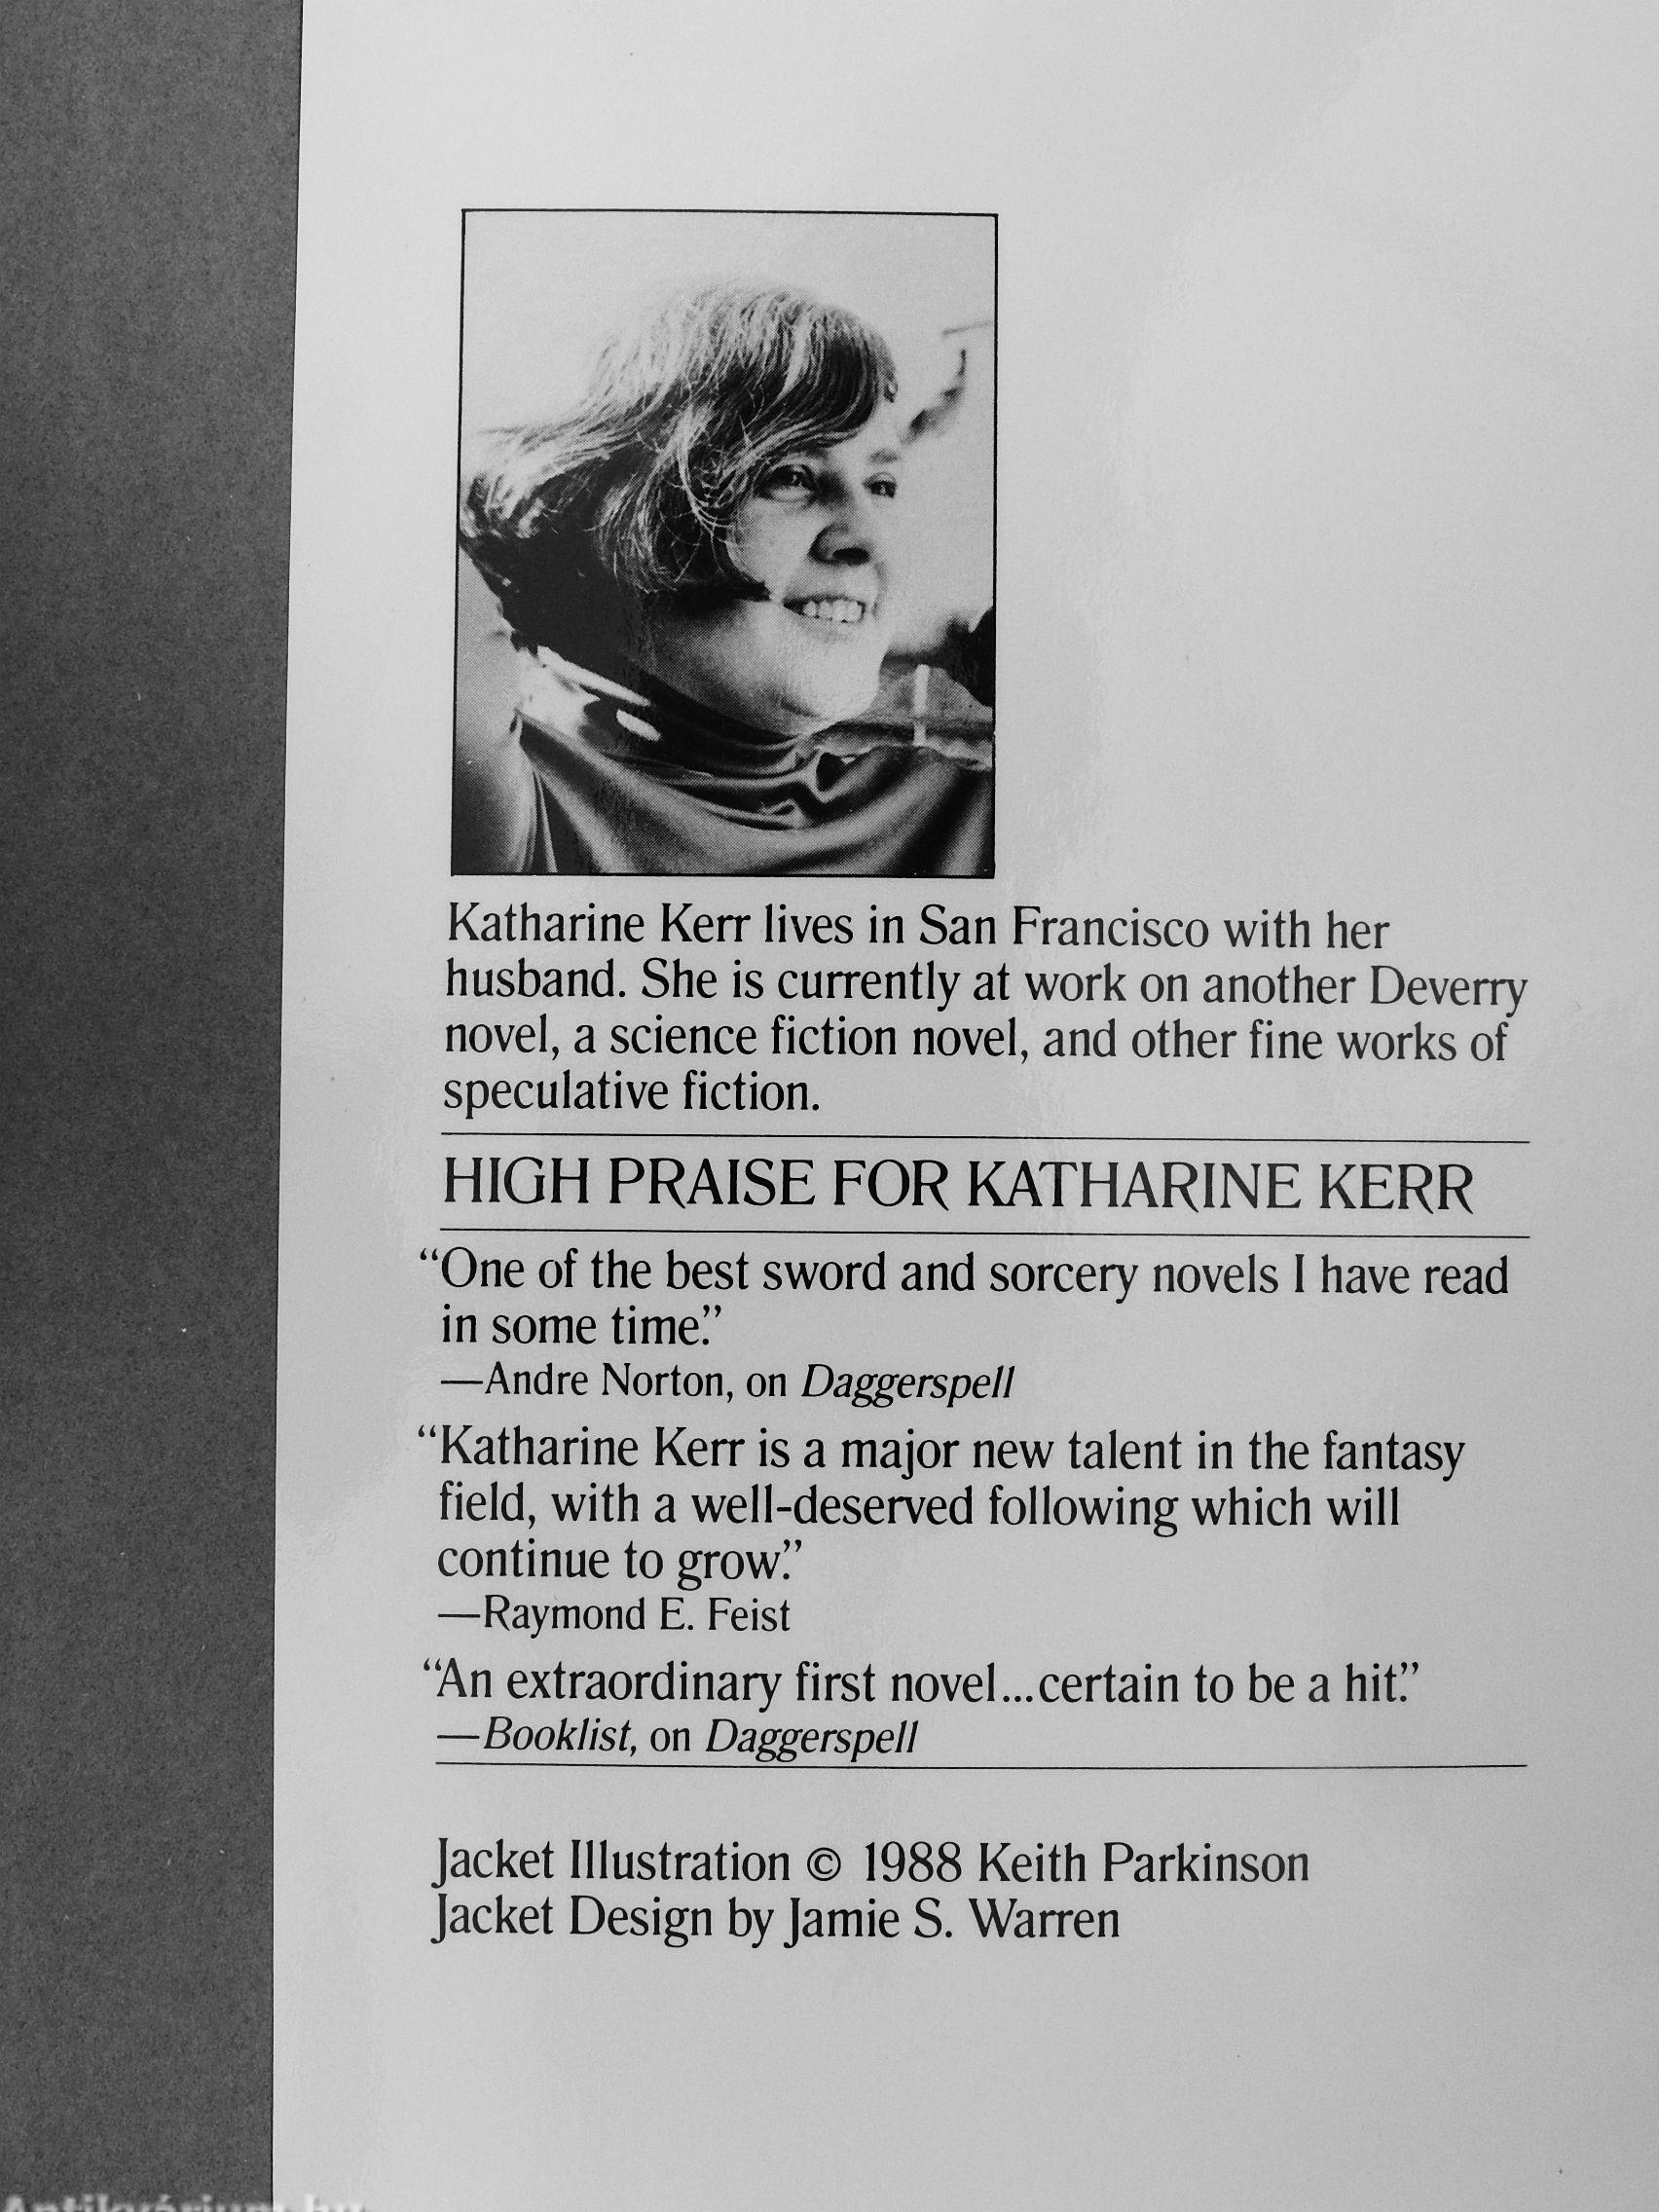 Katharine Kerr lives in San Francisco with her
husband. She is currently at work on another Deverry
novel, a science fiction novel, and other fine works of
speculative fiction.
HIGH PRAISE FOR KATHARINE KERR
“One of the best sword and sorcery novels I have read
in some time.”
—Andre Norton, on Daggerspell
“Katharine Kerr is a major new talent in the fantasy
field, with a well-deserved following which will
continue to grow.”
—Raymond E. Feist
“An extraordinary first novel...certain to be a hit.”
—Booklist, on Daggerspell
Jacket Illustration © 1988 Keith Parkinson
Jacket Design by Jamie S. Warren
Antikvárium.hu